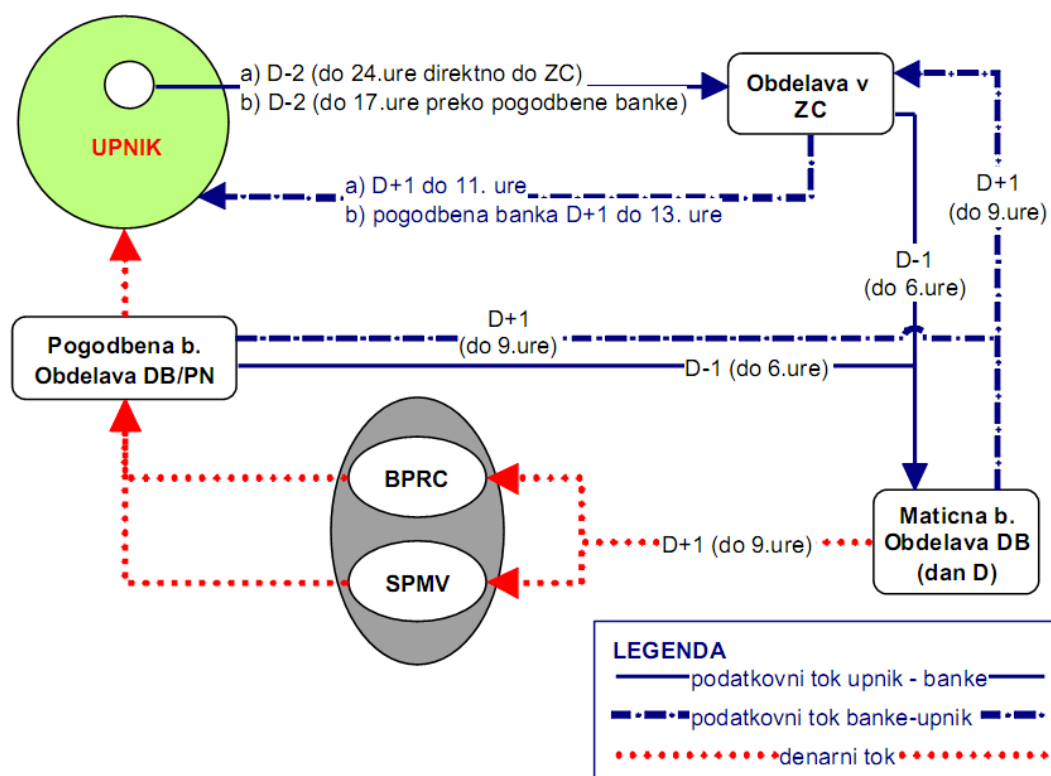 a) D-2 (do 24.ure direktno do ZC)
b) D-2 (do 17.ure preko pogodbene banke)
Obdelava v
ZC
UPNIK
a) D+1 do 11. ure
b) pogodbena banka D+1 do 13. ure
D+1
(do 9.ure)
D-1
(do 6.ure)
Pogodbena b.
Obdelava DB/PN
D+1
(do 9.ure)
D-1 (do 6.ure)
BPRC
SPMV
D+1 (do 9.ure)
Maticna b.
Obdelava DB
(dan D)
LEGENDA
podatkovni tok upnik - banke
podatkovni tok banke-upnik
denarni tok